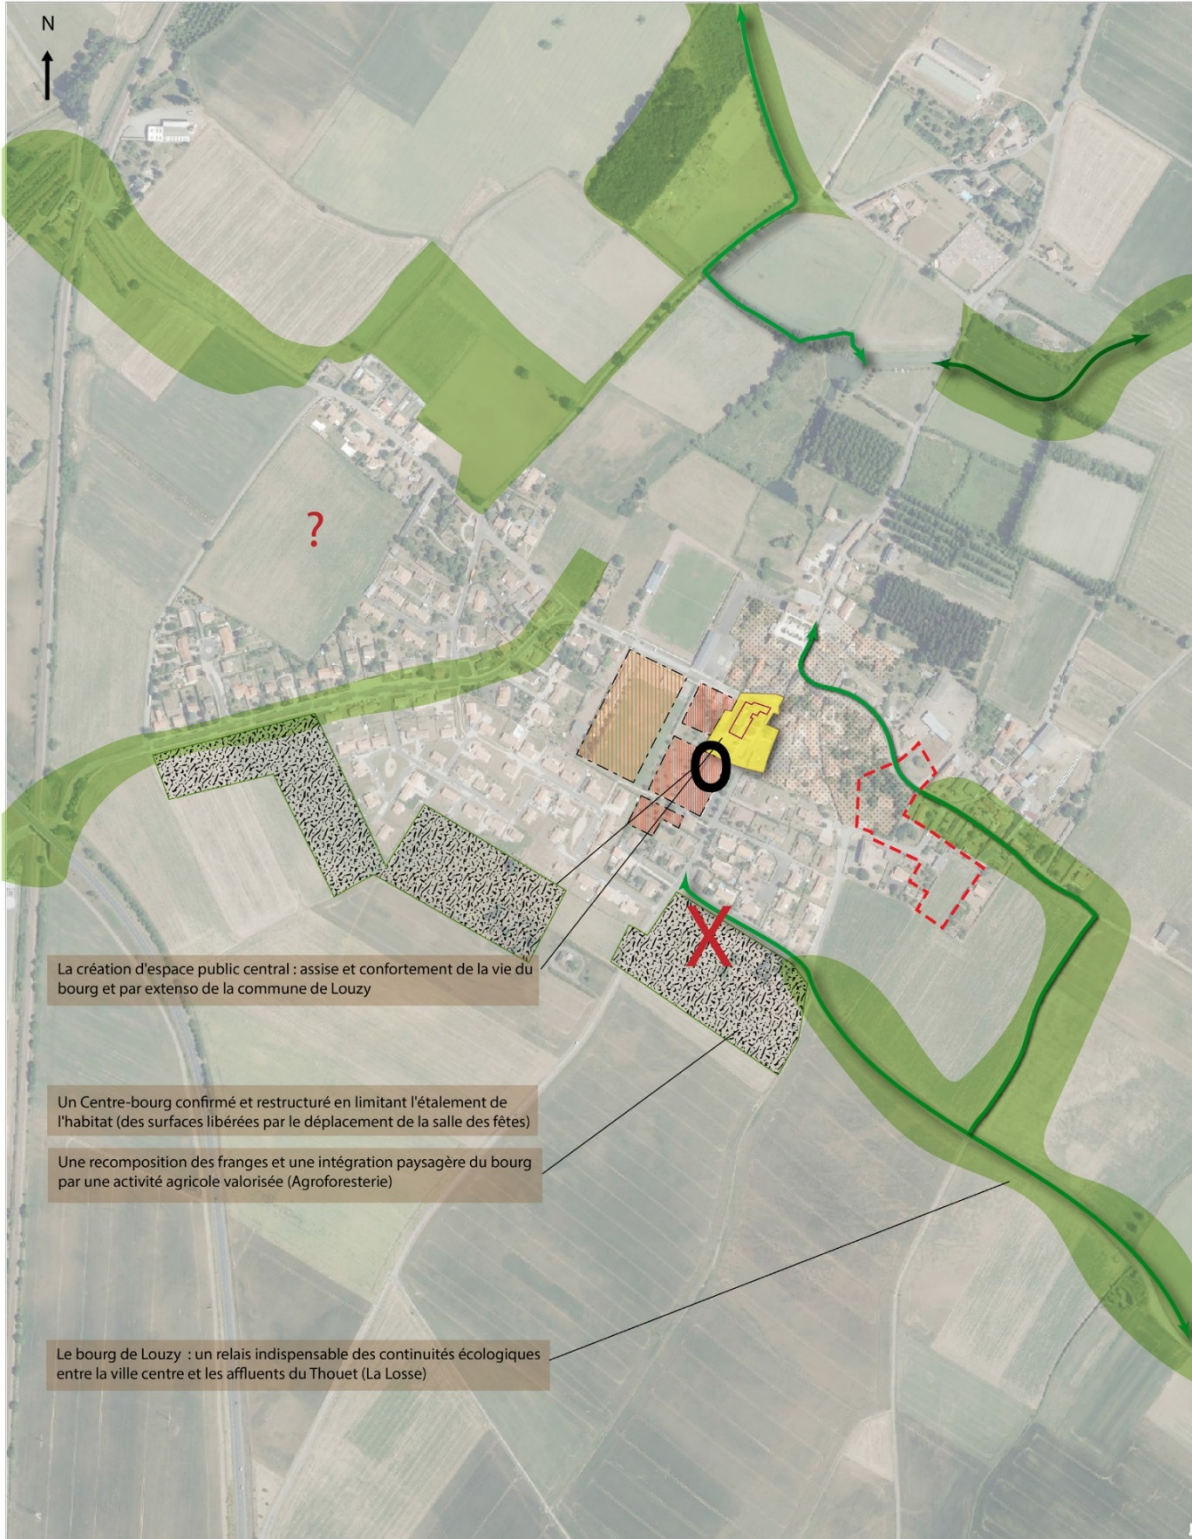 N
?
O
X
La création d'espace public central : assise et confortement de la vie du
bourg et par extenso de la commune de Louzy
Un Centre-bourg confirmé et restructuré en limitant l'étalement de
l'habitat (des surfaces libérées par le déplacement de la salle des fêtes)
Une recomposition des franges et une intégration paysagère du bourg
par une activité agricole valorisée (Agroforesterie)
Le bourg de Louzy : un relais indispensable des continuités écologiques
entre la ville centre et les affluents du Thouet (La Losse)